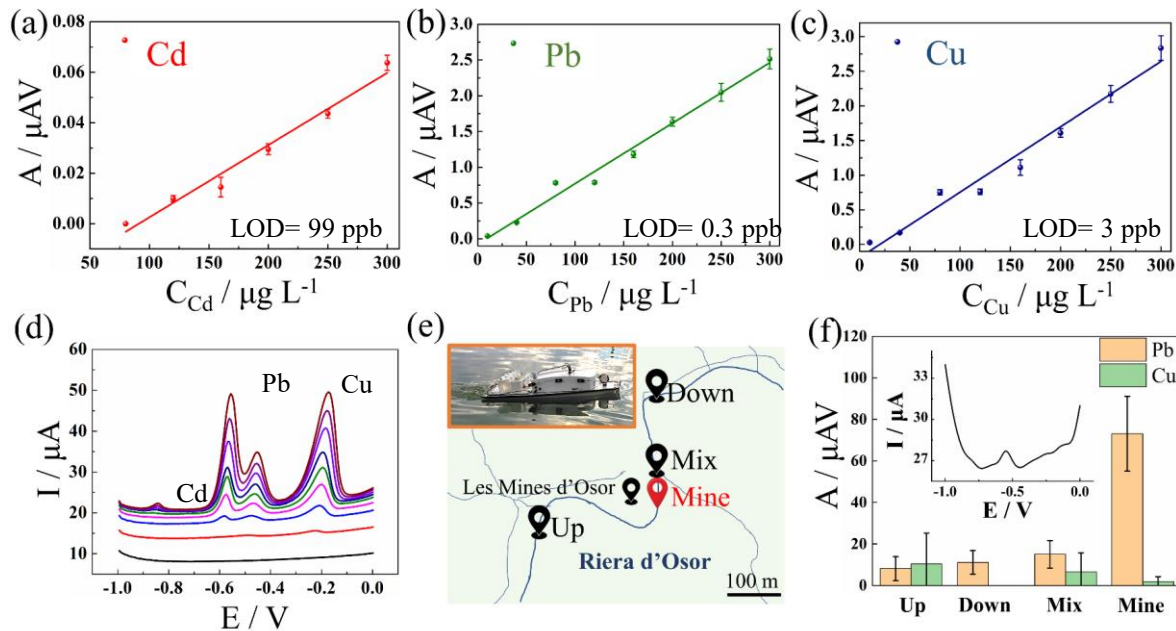 (a)
Cd
A / µAV
0.08
0.06
0.04
0.02
0.00
LOD= 99 ppb
50 100 150 200 250 300
C_Cd / µg L⁻¹
(b)
Pb
A / µAV
3.0
2.5
2.0
1.5
1.0
0.5
0.0
LOD= 0.3 ppb
0 50 100 150 200 250 300
C_Pb / µg L⁻¹
(c)
Cu
A / µAV
3.0
2.5
2.0
1.5
1.0
0.5
0.0
LOD= 3 ppb
0 50 100 150 200 250 300
C_Cu / µg L⁻¹
(d)
I / µA
60
50
40
30
20
10
Pb
Cu
Cd
-1.0 -0.8 -0.6 -0.4 -0.2 0.0
E / V
(e)
Down
Mix
Les Mines d’Osor
Mine
Up
Riera d’Osor
100 m
(f)
A / µAV
120
100
80
60
40
20
0
Pb
Cu
I / µA
33
30
27
-1.0 -0.5 0.0
E / V
Up Down Mix Mine